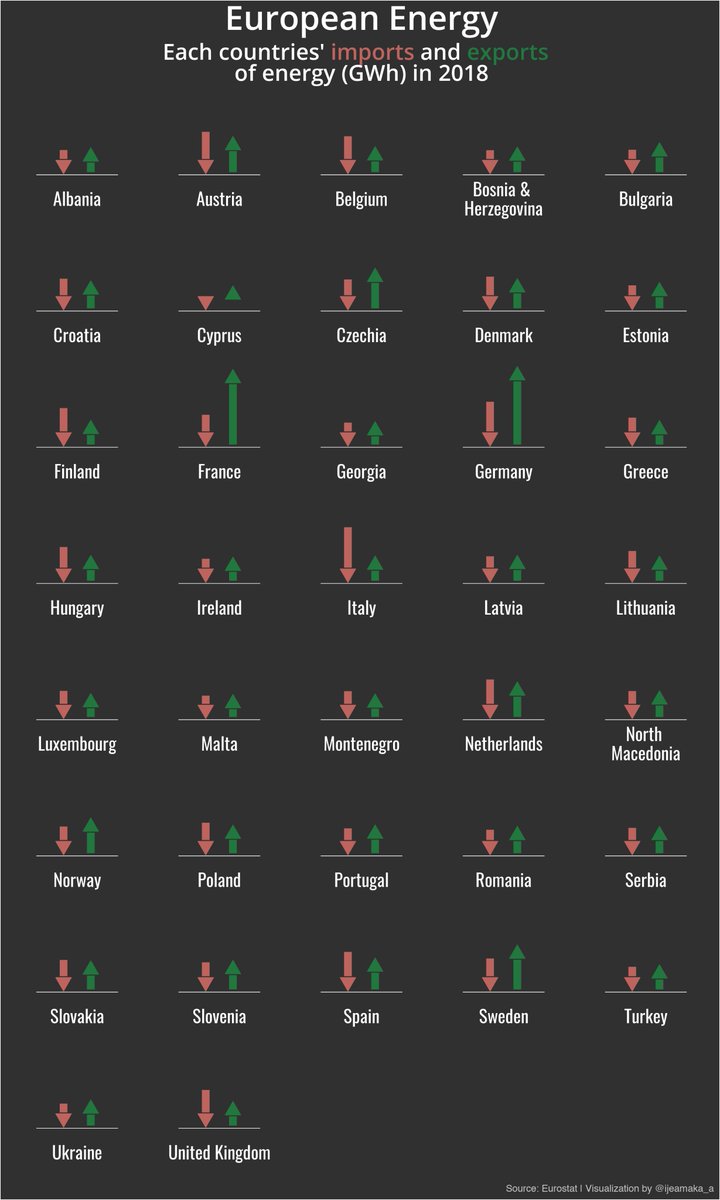 European Energy
Each countries' imports and exports
of energy (GWh) in 2018
Albania
Austria
Belgium
Bosnia &
Herzegovina
Bulgaria
Croatia
Cyprus
Czechia
Denmark
Estonia
Finland
France
Georgia
Germany
Greece
Hungary
Ireland
Italy
Latvia
Lithuania
Luxembourg
Malta
Montenegro
Netherlands
North
Macedonia
Norway
Poland
Portugal
Romania
Serbia
Slovakia
Slovenia
Spain
Sweden
Turkey
Ukraine
United Kingdom
Source: Eurostat | Visualization by @ijeamaka_a